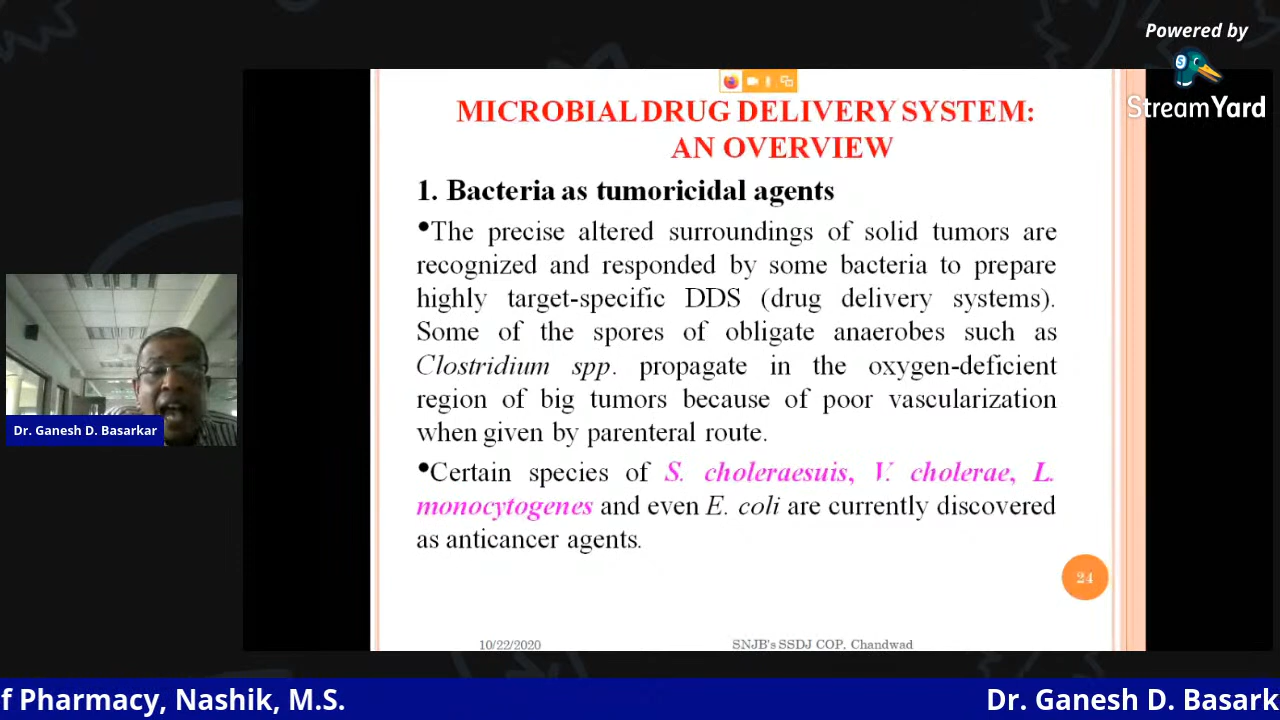 Powered by
StreamYard
MICROBIAL DRUG DELIVERY SYSTEM:
AN OVERVIEW
1. Bacteria as tumoricidal agents
•The precise altered surroundings of solid tumors are
recognized and responded by some bacteria to prepare
highly target-specific DDS (drug delivery systems).
Some of the spores of obligate anaerobes such as
Clostridium spp. propagate in the oxygen-deficient
region of big tumors because of poor vascularization
when given by parenteral route.
•Certain species of S. choleraesuis, V. cholerae, L.
monocytogenes and even E. coli are currently discovered
as anticancer agents.
24
10/22/2020 SNJB's SSDJ COP, Chandwad
Dr. Ganesh D. Basarkar
f Pharmacy, Nashik, M.S. Dr. Ganesh D. Basark